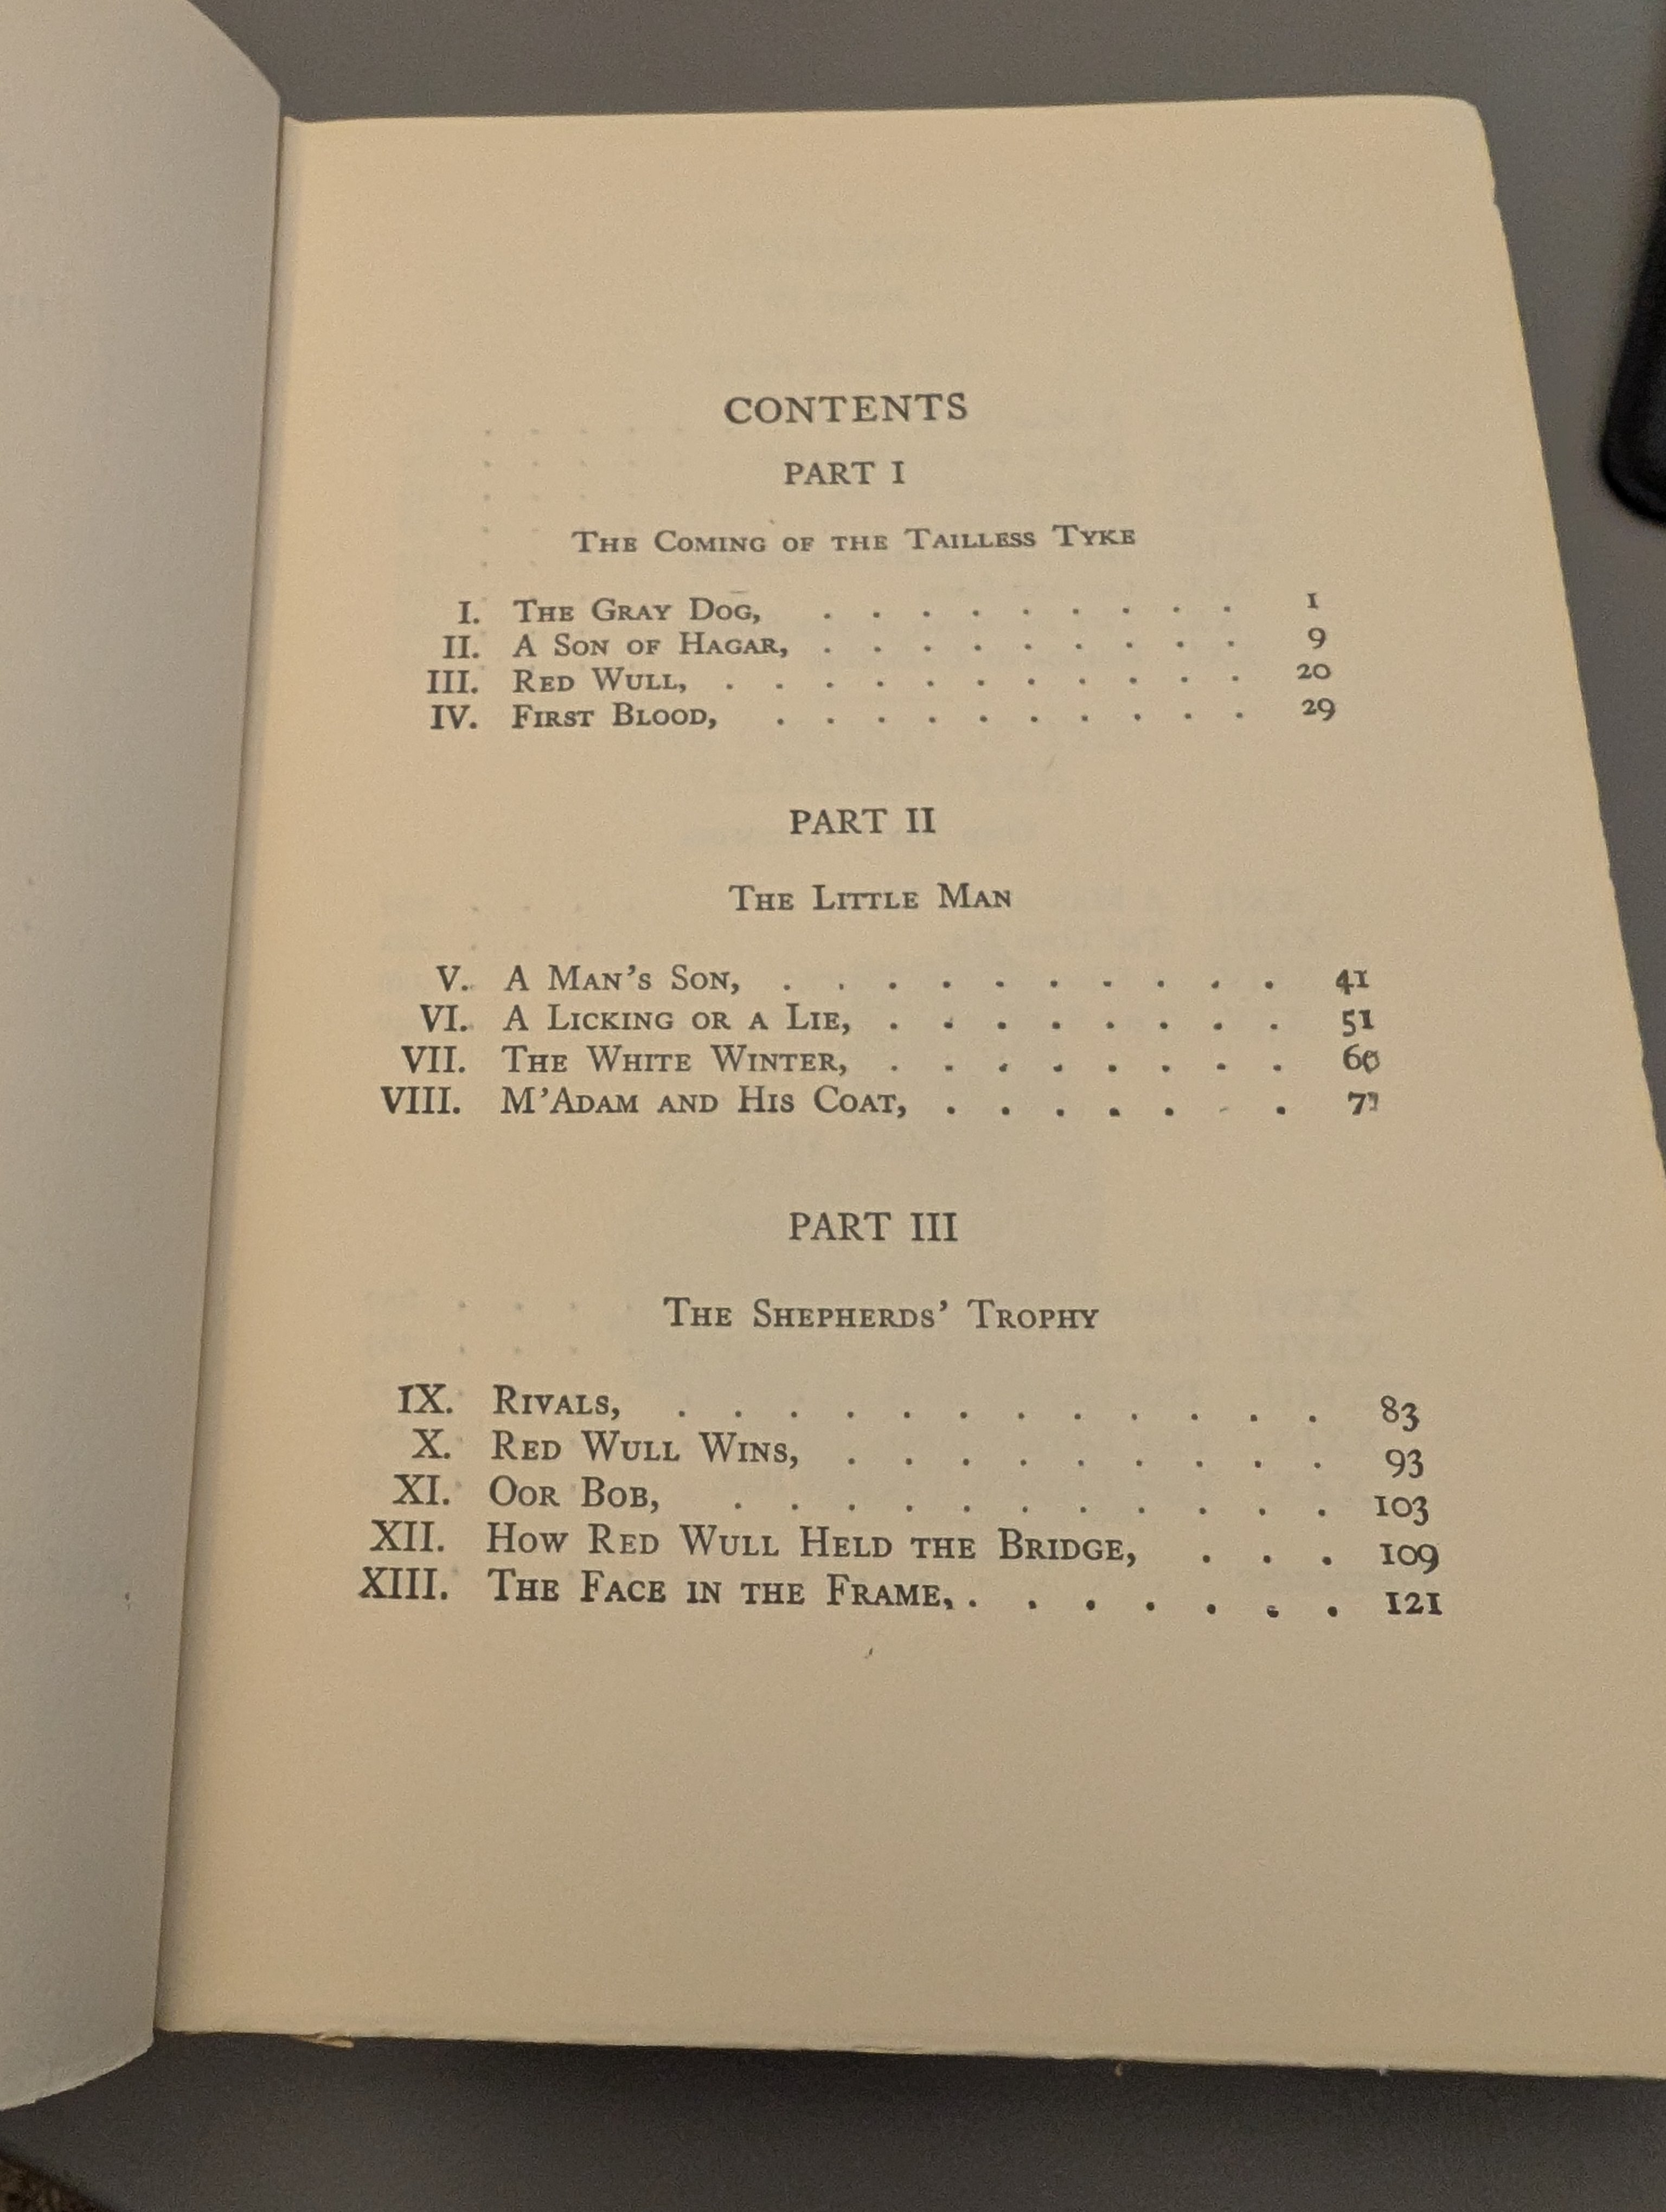 CONTENTS
PART I
The Coming of the Tailless Tyke
I. The Gray Dog, . . . . . . . . . 1
II. A Son of Hagar, . . . . . . . . . 9
III. Red Wull, . . . . . . . . . . . 20
IV. First Blood, . . . . . . . . . . 29
PART II
The Little Man
V. A Man's Son, . . . . . . . . . . 41
VI. A Licking or a Lie, . . . . . . . . 51
VII. The White Winter, . . . . . . . . 60
VIII. M'Adam and His Coat, . . . . . . .
PART III
The Shepherds' Trophy
IX. Rivals, . . . . . . . . . . . . 83
X. Red Wull Wins, . . . . . . . . . 93
XI. Oor Bob, . . . . . . . . . . . 103
XII. How Red Wull Held the Bridge, . . . 109
XIII. The Face in the Frame, . . . . . . . 121